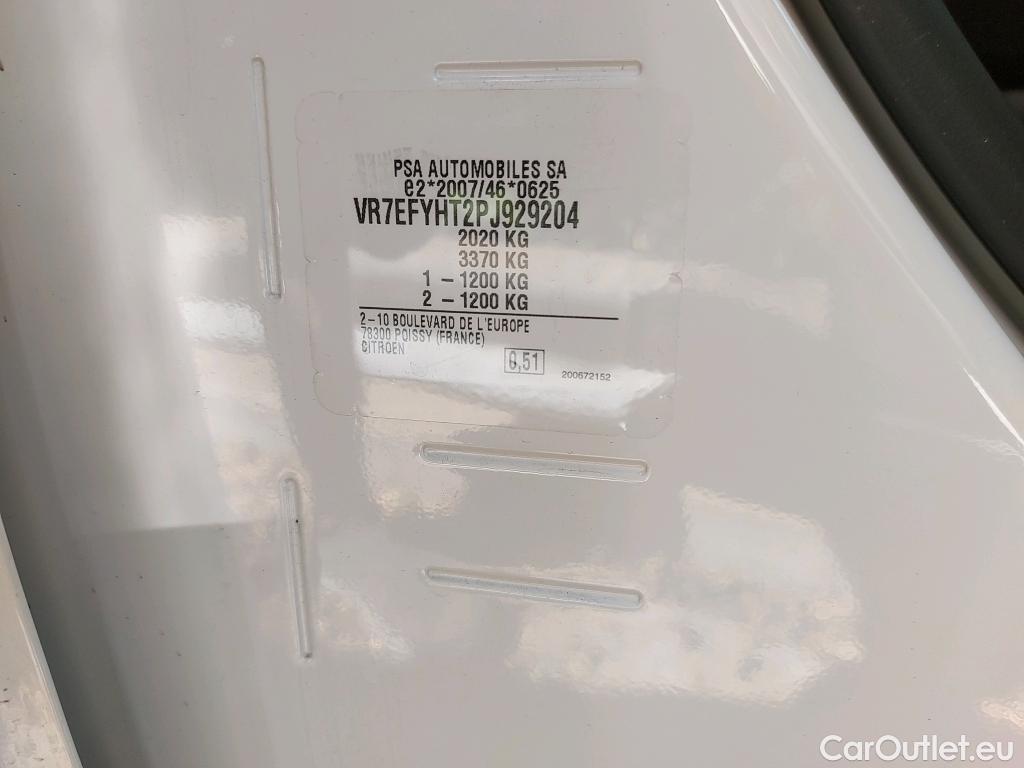 PSA AUTOMOBILES SA
e2*2007/46*0625
VR7EFYHT2PJ929204
2020 KG
3370 KG
1 - 1200 KG
2 - 1200 KG
2-10 BOULEVARD DE L'EUROPE
78300 POISSY (FRANCE)
CITROEN
0,51
200672152
CarOutlet.eu